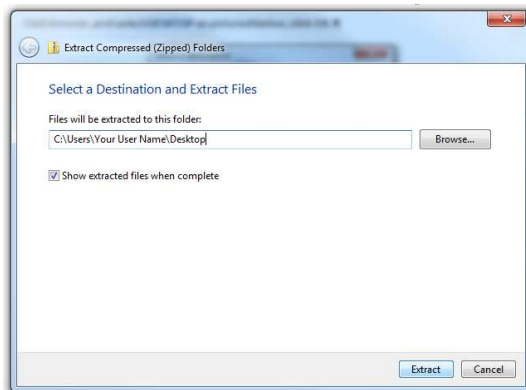 Extract Compressed (Zipped) Folders
Select a Destination and Extract Files
Files will be extracted to this folder:
C:\Users\Your User Name\Desktop
Browse...
Show extracted files when complete
Extract
Cancel